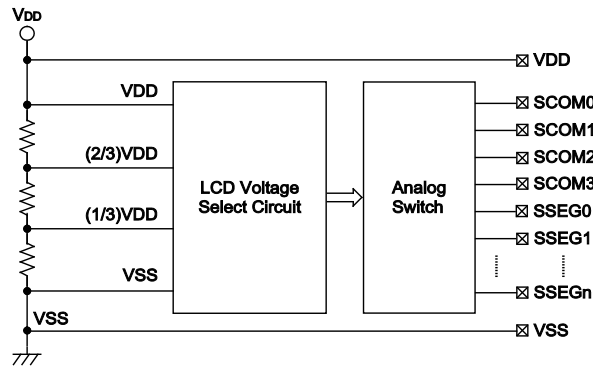 VDD
VDD
VDD
(2/3)VDD
(1/3)VDD
VSS
VSS
LCD Voltage
Select Circuit
Analog
Switch
SCOM0
SCOM1
SCOM2
SCOM3
SSEG0
SSEG1
SSEGn
VSS